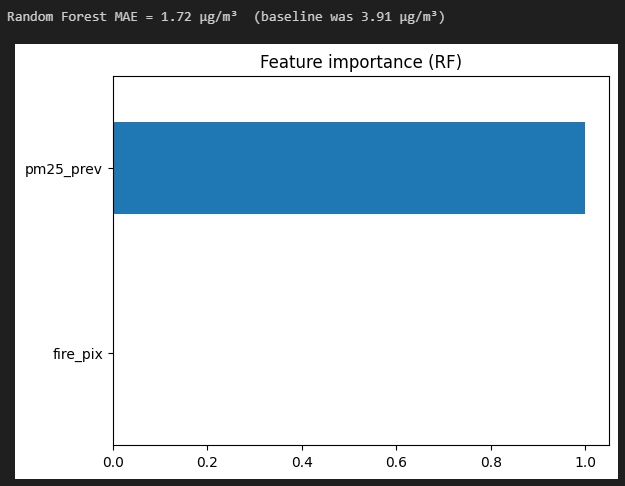 Random Forest MAE = 1.72 µg/m³  (baseline was 3.91 µg/m³)
Feature importance (RF)
pm25_prev
fire_pix
0.0 0.2 0.4 0.6 0.8 1.0